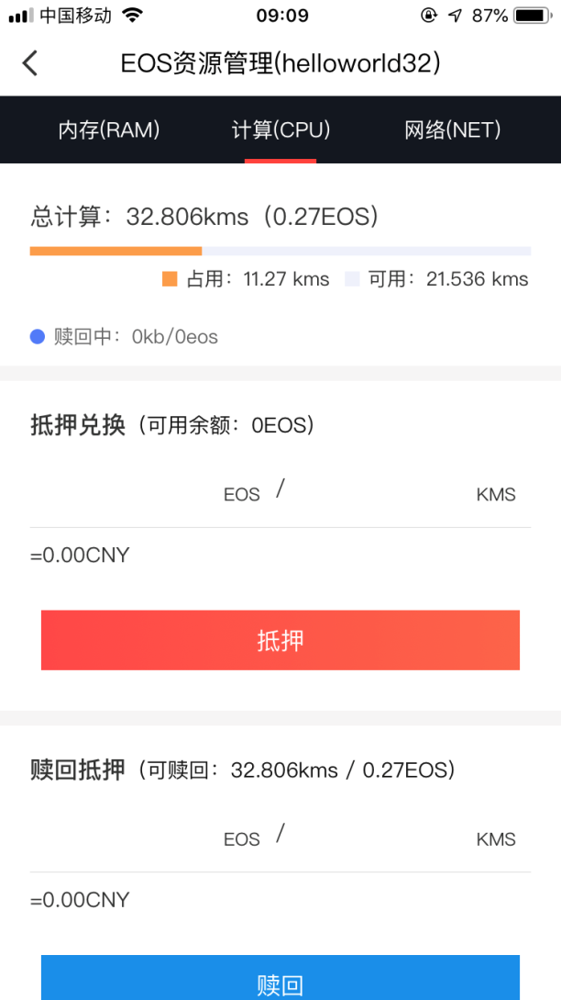 中国移动 09:09 87%
EOS资源管理(helloworld32)
内存(RAM) 计算(CPU) 网络(NET)
总计算：32.806kms（0.27EOS）
占用：11.27 kms 可用：21.536 kms
赎回中：0kb/0eos
抵押兑换（可用余额：0EOS）
EOS / KMS
=0.00CNY
抵押
赎回抵押（可赎回：32.806kms / 0.27EOS）
EOS / KMS
=0.00CNY
赎回